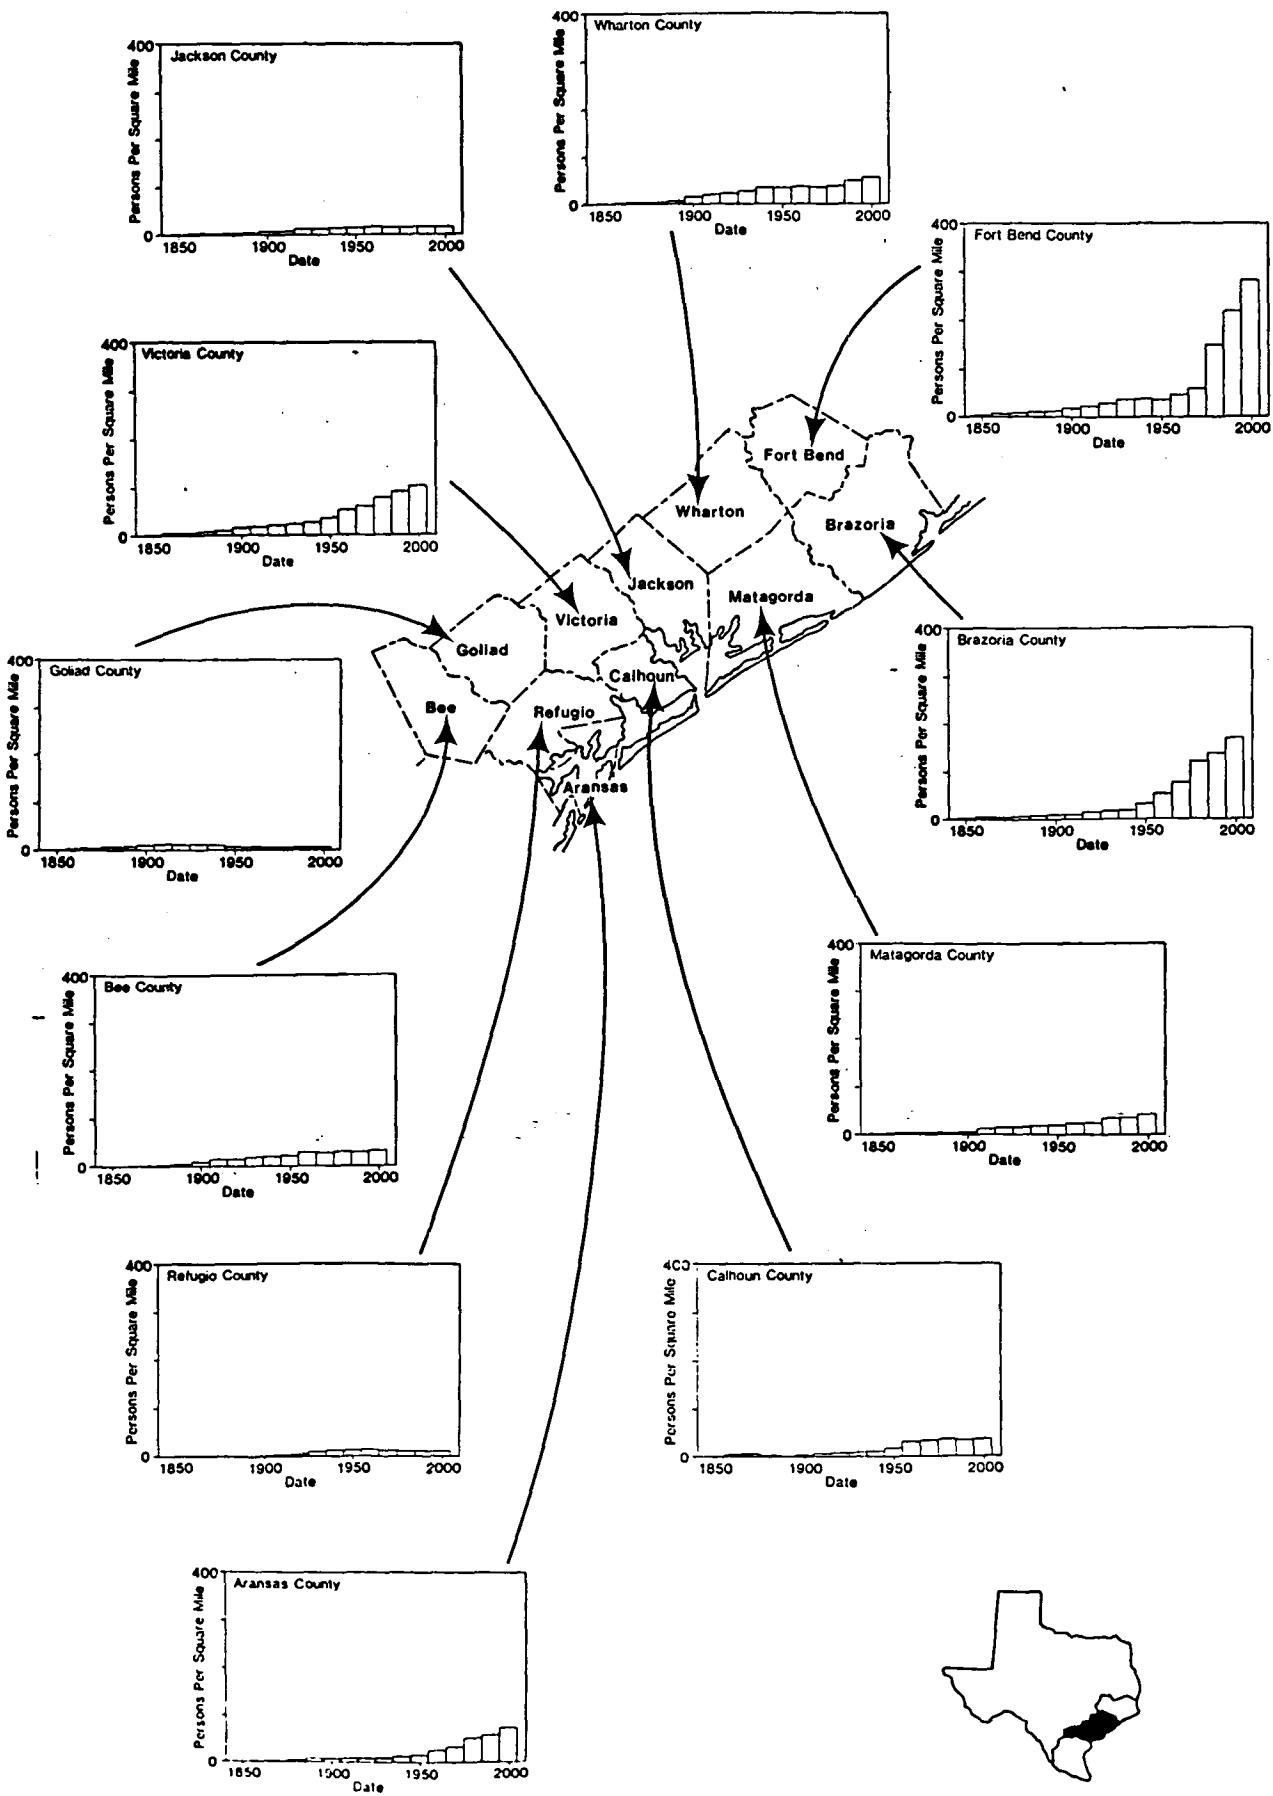 Jackson County
400
Persons Per Square Mile
0
1850 1900 1950 2000
Date
Wharton County
400
Persons Per Square Mile
0
1850 1900 1950 2000
Date
Fort Bend County
400
Persons Per Square Mile
0
1850 1900 1950 2000
Date
Victoria County
400
Persons Per Square Mile
0
1850 1900 1950 2000
Date
Fort Bend
Wharton
Brazoria
Jackson
Matagorda
Victoria
Goliad
Calhoun
Bee
Refugio
Aransas
Goliad County
400
Persons Per Square Mile
0
1850 1900 1950 2000
Date
Brazoria County
400
Persons Per Square Mile
0
1850 1900 1950 2000
Date
Bee County
400
Persons Per Square Mile
0
1850 1900 1950 2000
Date
Matagorda County
400
Persons Per Square Mile
0
1850 1900 1950 2000
Date
Refugio County
400
Persons Per Square Mile
0
1850 1900 1950 2000
Date
Calhoun County
400
Persons Per Square Mile
0
1850 1900 1950 2000
Date
Aransas County
400
Persons Per Square Mile
0
1850 1900 1950 2000
Date